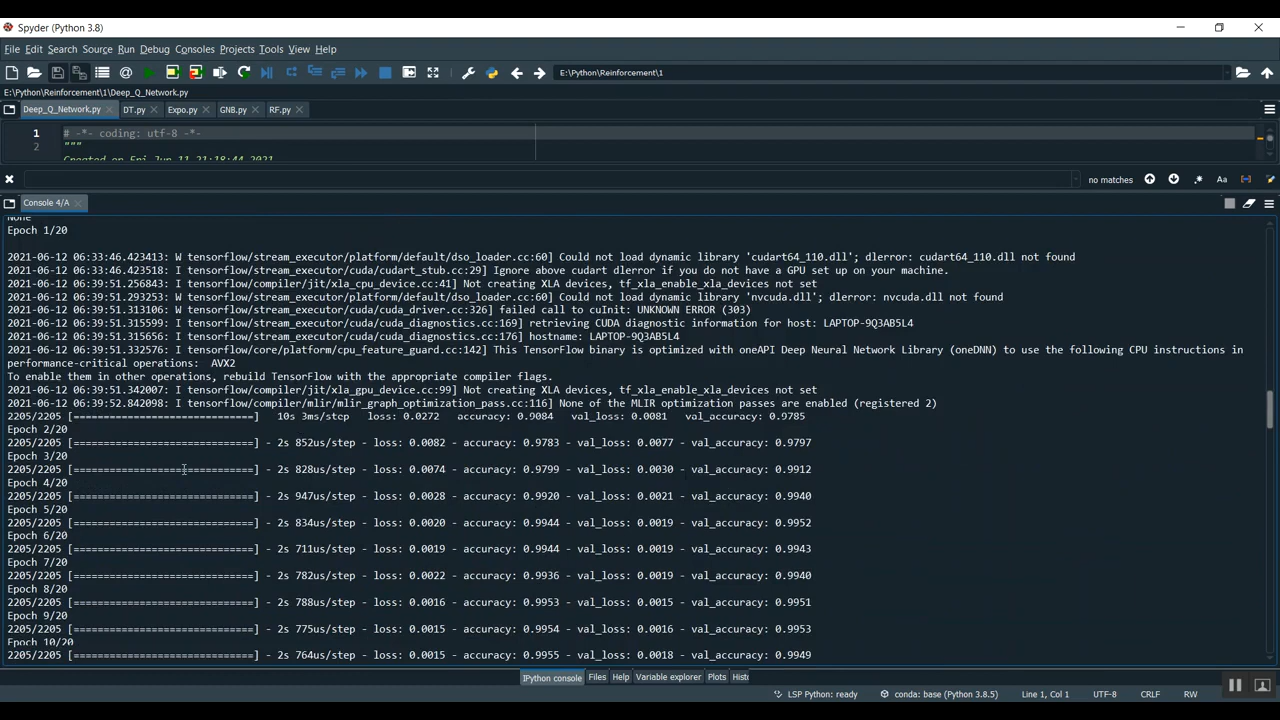 Spyder (Python 3.8)
File Edit Search Source Run Debug Consoles Projects Tools View Help
E:\Python\Reinforcement\1
E:\Python\Reinforcement\1\Deep_Q_Network.py
Deep_Q_Network.py DT.py Expo.py GNB.py RF.py
1 # -*- coding: utf-8 -*-
2 """
Created on Fri Jun 11 21:18:44 2021
no matches .* Aa
Console 4/A
None
Epoch 1/20
2021-06-12 06:33:46.423413: W tensorflow/stream_executor/platform/default/dso_loader.cc:60] Could not load dynamic library 'cudart64_110.dll'; dlerror: cudart64_110.dll not found
2021-06-12 06:33:46.423518: I tensorflow/stream_executor/cuda/cudart_stub.cc:29] Ignore above cudart dlerror if you do not have a GPU set up on your machine.
2021-06-12 06:39:51.256843: I tensorflow/compiler/jit/xla_cpu_device.cc:41] Not creating XLA devices, tf_xla_enable_xla_devices not set
2021-06-12 06:39:51.293253: W tensorflow/stream_executor/platform/default/dso_loader.cc:60] Could not load dynamic library 'nvcuda.dll'; dlerror: nvcuda.dll not found
2021-06-12 06:39:51.313106: W tensorflow/stream_executor/cuda/cuda_driver.cc:326] failed call to cuInit: UNKNOWN ERROR (303)
2021-06-12 06:39:51.315599: I tensorflow/stream_executor/cuda/cuda_diagnostics.cc:169] retrieving CUDA diagnostic information for host: LAPTOP-9Q3AB5L4
2021-06-12 06:39:51.315656: I tensorflow/stream_executor/cuda/cuda_diagnostics.cc:176] hostname: LAPTOP-9Q3AB5L4
2021-06-12 06:39:51.332576: I tensorflow/core/platform/cpu_feature_guard.cc:142] This TensorFlow binary is optimized with oneAPI Deep Neural Network Library (oneDNN) to use the following CPU instructions in
performance-critical operations:  AVX2
To enable them in other operations, rebuild TensorFlow with the appropriate compiler flags.
2021-06-12 06:39:51.342007: I tensorflow/compiler/jit/xla_gpu_device.cc:99] Not creating XLA devices, tf_xla_enable_xla_devices not set
2021-06-12 06:39:52.842098: I tensorflow/compiler/mlir/mlir_graph_optimization_pass.cc:116] None of the MLIR optimization passes are enabled (registered 2)
2205/2205 [==============================] 10s 3ms/step loss: 0.0272 accuracy: 0.9084 val_loss: 0.0081 val_accuracy: 0.9785
Epoch 2/20
2205/2205 [==============================] - 2s 852us/step - loss: 0.0082 - accuracy: 0.9783 - val_loss: 0.0077 - val_accuracy: 0.9797
Epoch 3/20
2205/2205 [==============================] - 2s 828us/step - loss: 0.0074 - accuracy: 0.9799 - val_loss: 0.0030 - val_accuracy: 0.9912
Epoch 4/20
2205/2205 [==============================] - 2s 947us/step - loss: 0.0028 - accuracy: 0.9920 - val_loss: 0.0021 - val_accuracy: 0.9940
Epoch 5/20
2205/2205 [==============================] - 2s 834us/step - loss: 0.0020 - accuracy: 0.9944 - val_loss: 0.0019 - val_accuracy: 0.9952
Epoch 6/20
2205/2205 [==============================] - 2s 711us/step - loss: 0.0019 - accuracy: 0.9944 - val_loss: 0.0019 - val_accuracy: 0.9943
Epoch 7/20
2205/2205 [==============================] - 2s 782us/step - loss: 0.0022 - accuracy: 0.9936 - val_loss: 0.0019 - val_accuracy: 0.9940
Epoch 8/20
2205/2205 [==============================] - 2s 788us/step - loss: 0.0016 - accuracy: 0.9953 - val_loss: 0.0015 - val_accuracy: 0.9951
Epoch 9/20
2205/2205 [==============================] - 2s 775us/step - loss: 0.0015 - accuracy: 0.9954 - val_loss: 0.0016 - val_accuracy: 0.9953
Epoch 10/20
2205/2205 [==============================] - 2s 764us/step - loss: 0.0015 - accuracy: 0.9955 - val_loss: 0.0018 - val_accuracy: 0.9949
IPython console Files Help Variable explorer Plots Histo
LSP Python: ready conda: base (Python 3.8.5) Line 1, Col 1 UTF-8 CRLF RW